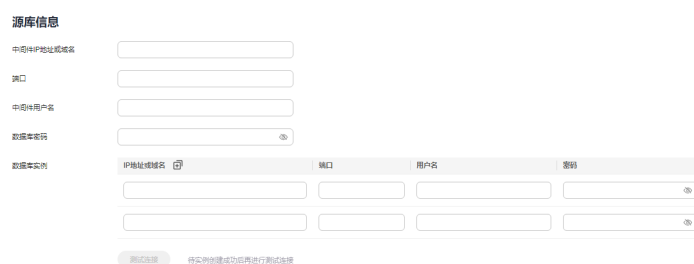 源库信息
中间件IP地址或域名
端口
中间件用户名
数据库密码
数据库实例
IP地址或域名 端口 用户名 密码
测试连接 待实例创建成功后再进行测试连接